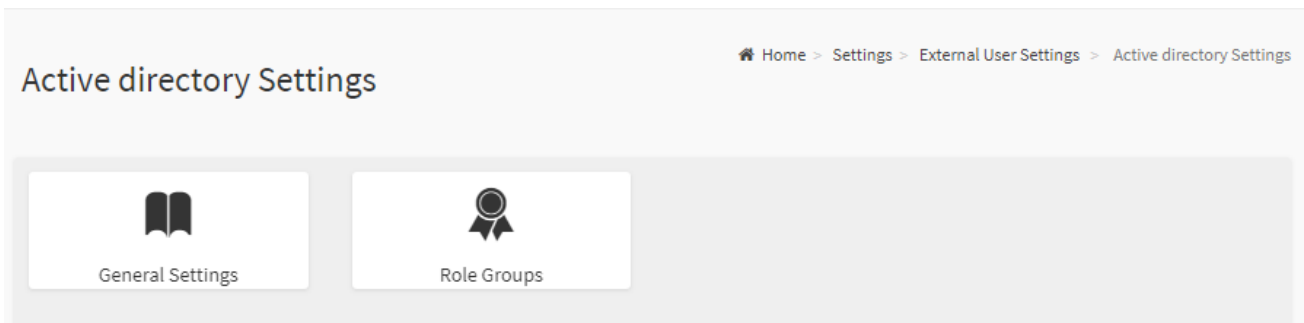 Home > Settings > External User Settings > Active directory Settings
Active directory Settings
General Settings
Role Groups